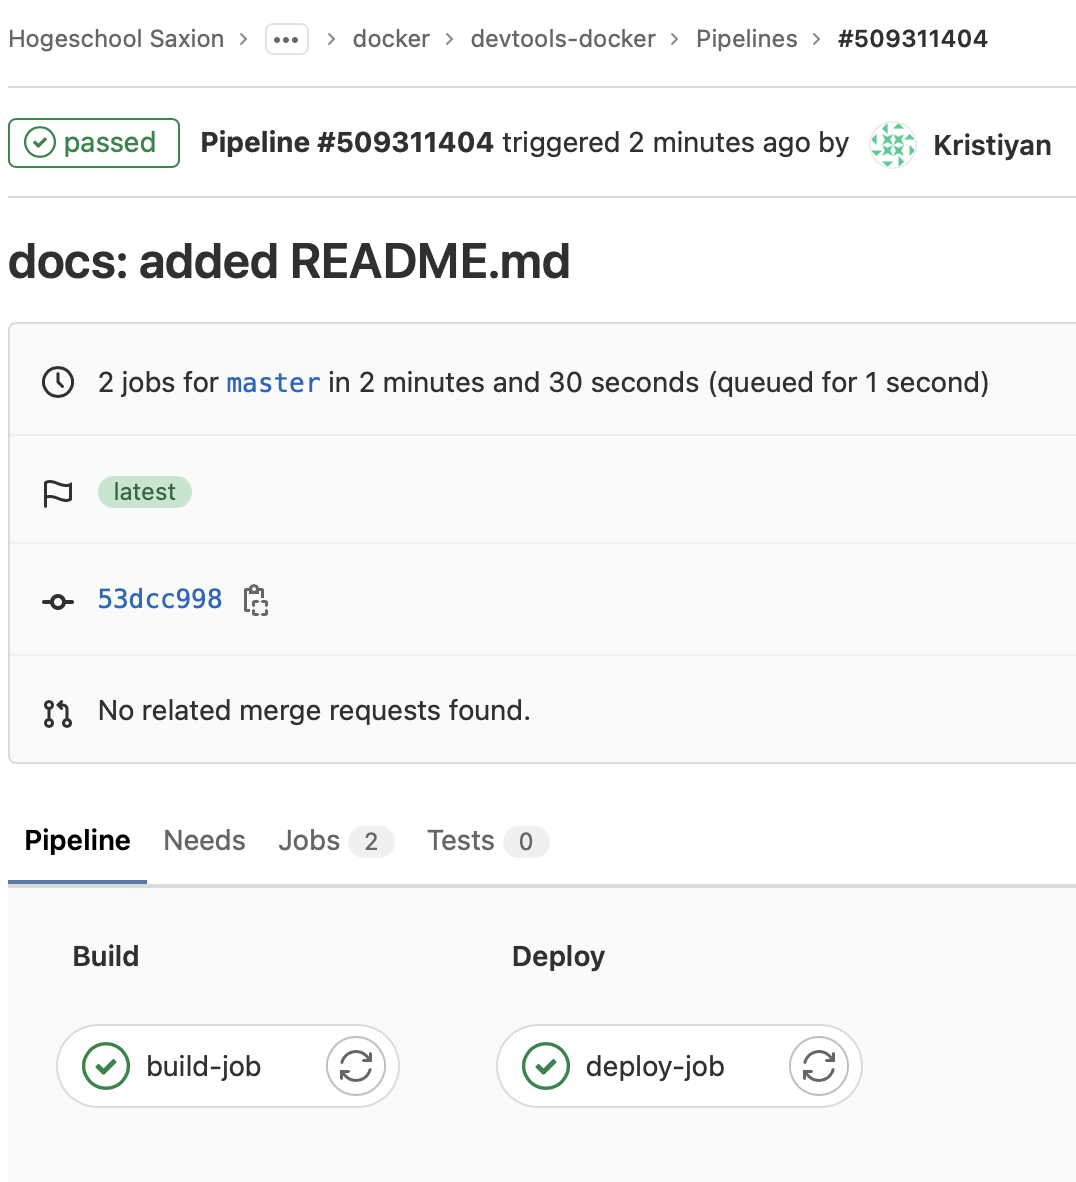 Hogeschool Saxion > ... > docker > devtools-docker > Pipelines > #509311404
passed Pipeline #509311404 triggered 2 minutes ago by Kristiyan
docs: added README.md
2 jobs for master in 2 minutes and 30 seconds (queued for 1 second)
latest
53dcc998
No related merge requests found.
Pipeline Needs Jobs 2 Tests 0
Build Deploy
build-job deploy-job